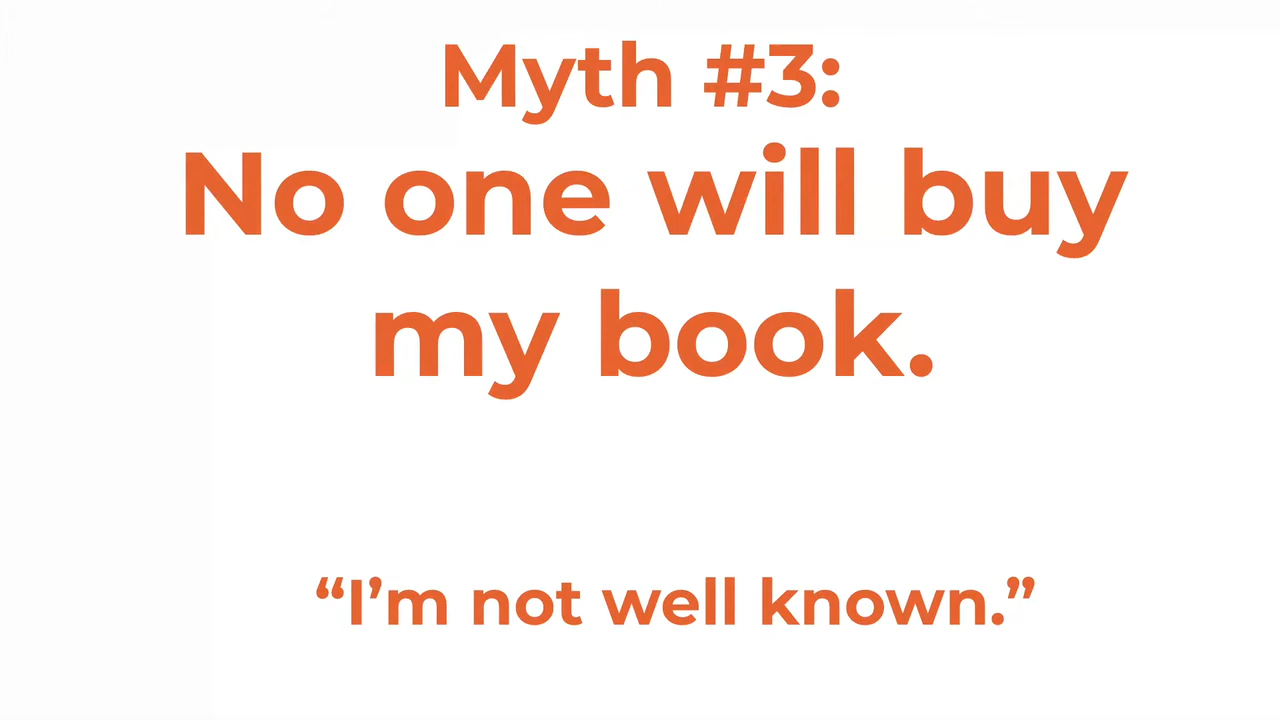 Myth #3:
No one will buy
my book.
“I’m not well known.”